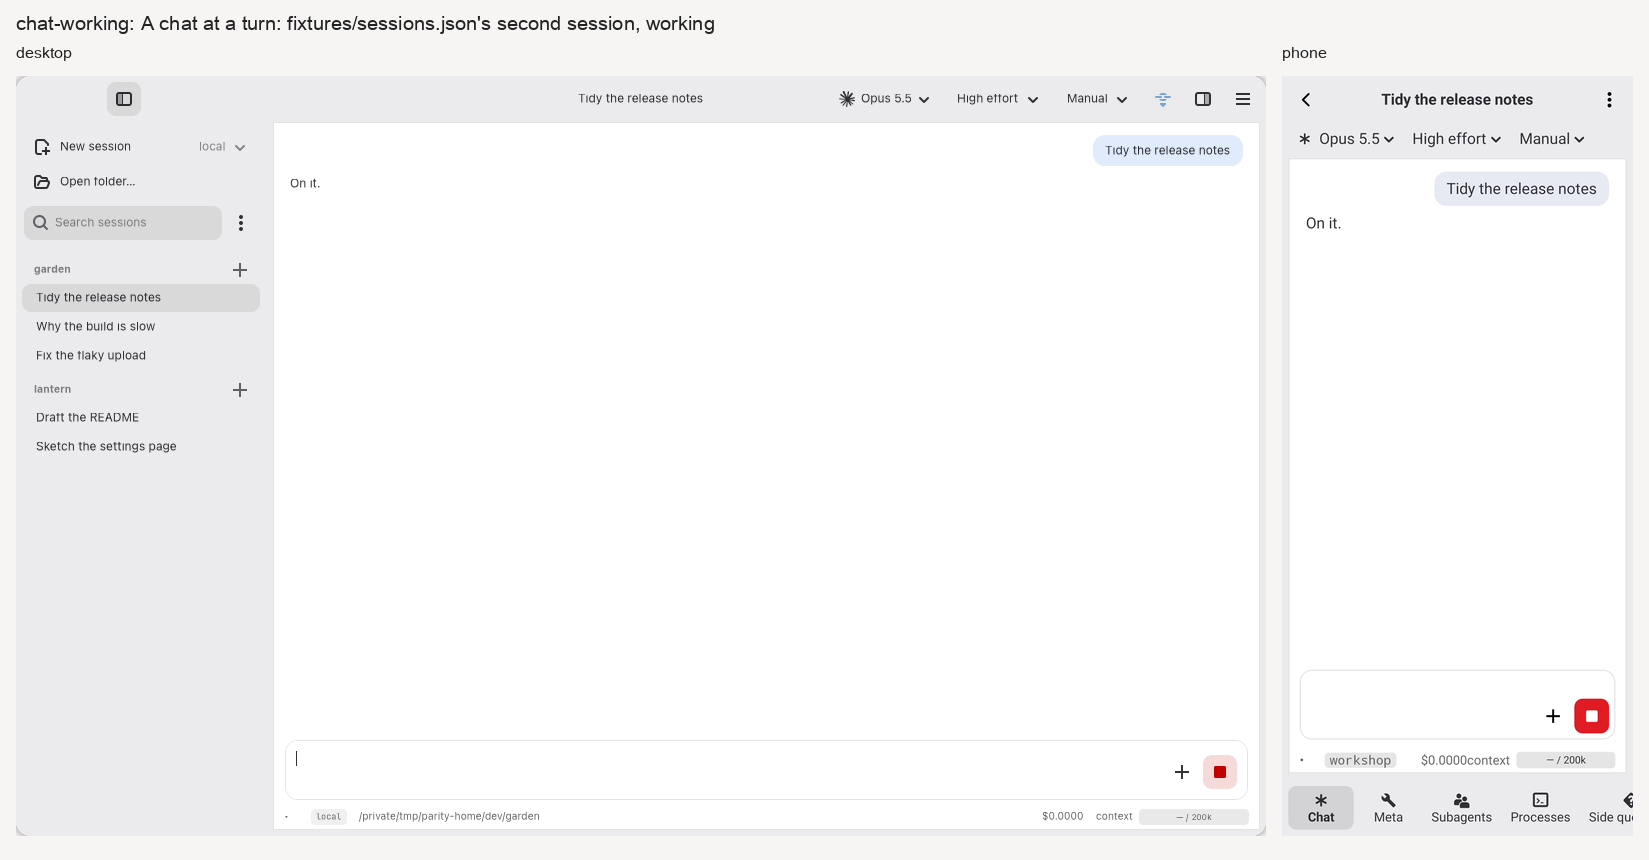 chat-working: A chat at a turn: fixtures/sessions.json's second session, working
desktop
Tidy the release notes
Opus 5.5
High effort
Manual
New session
local
Open folder...
Search sessions
garden
Tidy the release notes
Why the build is slow
Fix the flaky upload
lantern
Draft the README
Sketch the settings page
Tidy the release notes
On it.
local
/private/tmp/parity-home/dev/garden
$0.0000
context
– / 200k
phone
Tidy the release notes
Opus 5.5
High effort
Manual
Tidy the release notes
On it.
workshop
$0.0000context
– / 200k
Chat
Meta
Subagents
Processes
Side qu